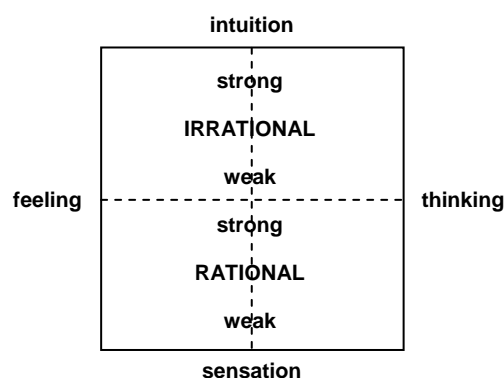 intuition
strong
IRRATIONAL
weak
feeling
thinking
strong
RATIONAL
weak
sensation